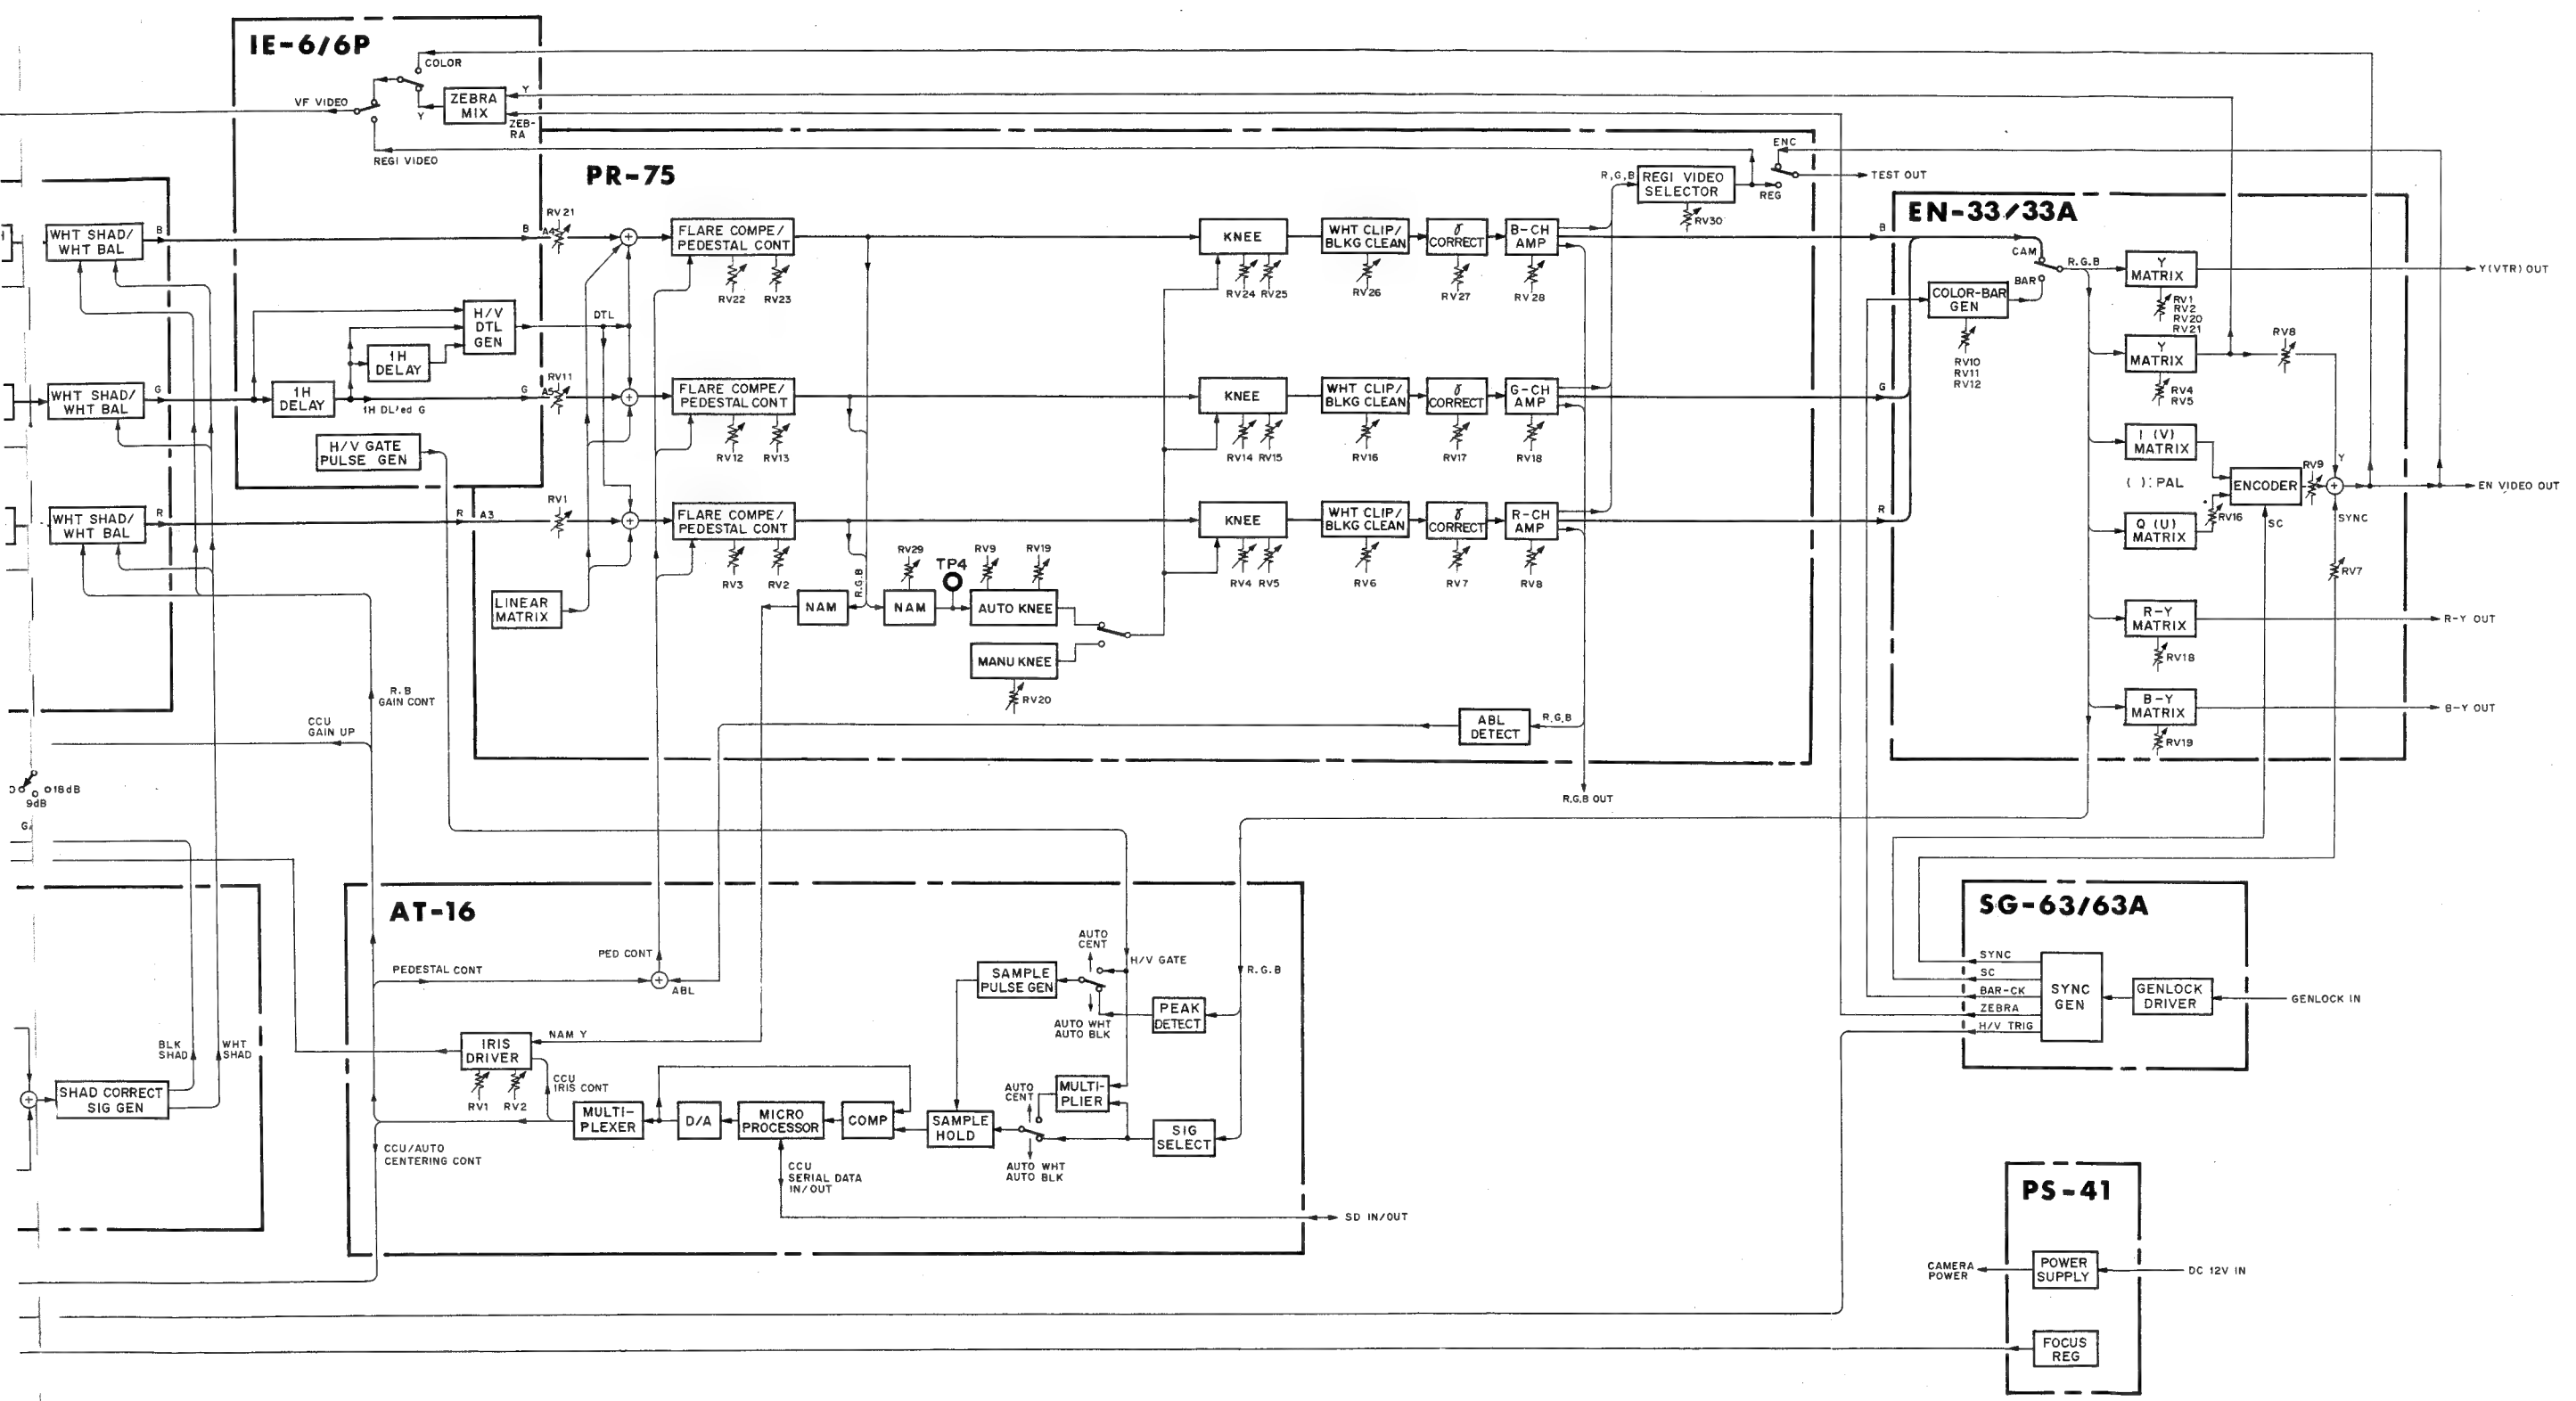 IE-6/6P
COLOR
VF VIDEO
Y
ZEBRA
MIX
Y
ZEB-
RA
REGI VIDEO
PR-75
ENC
TEST OUT
REG
R,G,B
REGI VIDEO
SELECTOR
RV30
EN-33/33A
WHT SHAD/
WHT BAL
B
B
A4
RV21
FLARE COMPE/
PEDESTAL CONT
RV22
RV23
KNEE
RV24
RV25
WHT CLIP/
BLKG CLEAN
RV26
γ
CORRECT
RV27
B-CH
AMP
RV28
B
CAM
BAR
R.G.B
COLOR-BAR
GEN
RV10
RV11
RV12
Y
MATRIX
RV1
RV2
RV20
RV21
Y(VTR) OUT
Y
MATRIX
RV4
RV5
RV8
H/V
DTL
GEN
DTL
1H
DELAY
WHT SHAD/
WHT BAL
G
1H
DELAY
1H DL'ed G
G
A5
RV11
FLARE COMPE/
PEDESTAL CONT
RV12
RV13
KNEE
RV14
RV15
WHT CLIP/
BLKG CLEAN
RV16
γ
CORRECT
RV17
G-CH
AMP
RV18
G
H/V GATE
PULSE GEN
I (V)
MATRIX
( ): PAL
Q (U)
MATRIX
RV16
ENCODER
RV9
Y
SYNC
SC
RV7
EN VIDEO OUT
WHT SHAD/
WHT BAL
R
R
A3
RV1
FLARE COMPE/
PEDESTAL CONT
RV3
RV2
KNEE
RV4
RV5
WHT CLIP/
BLKG CLEAN
RV6
γ
CORRECT
RV7
R-CH
AMP
RV8
R
LINEAR
MATRIX
NAM
R.G.B
RV29
NAM
TP4
RV9
RV19
AUTO KNEE
MANU KNEE
RV20
R-Y
MATRIX
RV18
R-Y OUT
B-Y
MATRIX
RV19
B-Y OUT
R.B
GAIN CONT
CCU
GAIN UP
ABL
DETECT
R,G,B
R,G,B OUT
18dB
9dB
AT-16
PED CONT
PEDESTAL CONT
ABL
AUTO
CENT
H/V GATE
SAMPLE
PULSE GEN
AUTO WHT
AUTO BLK
PEAK
DETECT
R.G.B
SG-63/63A
SYNC
SC
BAR-CK
ZEBRA
H/V TRIG
SYNC
GEN
GENLOCK
DRIVER
GENLOCK IN
NAM Y
IRIS
DRIVER
RV1
RV2
CCU
IRIS CONT
BLK
SHAD
WHT
SHAD
SHAD CORRECT
SIG GEN
MULTI-
PLEXER
D/A
MICRO
PROCESSOR
COMP
SAMPLE
HOLD
AUTO
CENT
MULTI-
PLIER
AUTO WHT
AUTO BLK
SIG
SELECT
CCU/AUTO
CENTERING CONT
CCU
SERIAL DATA
IN/OUT
SD IN/OUT
PS-41
CAMERA
POWER
POWER
SUPPLY
DC 12V IN
FOCUS
REG